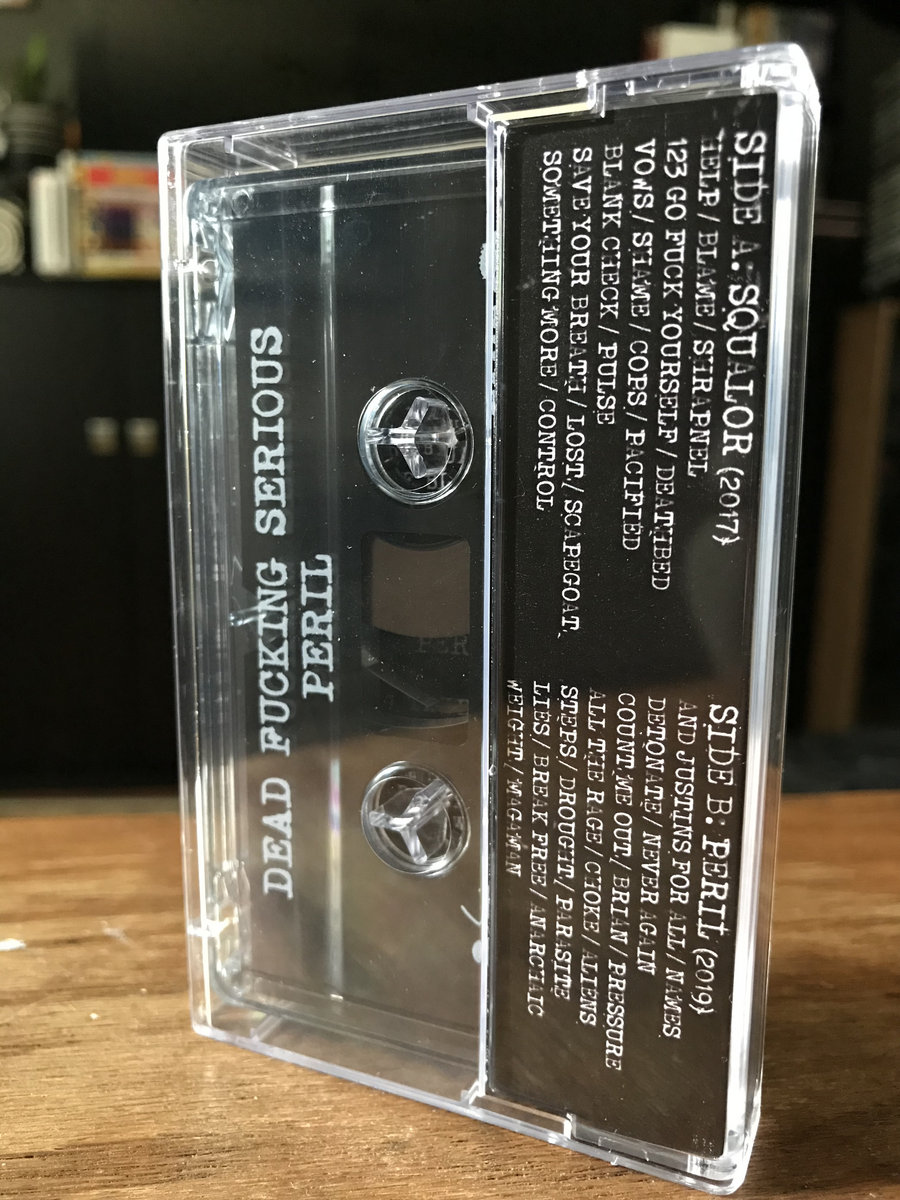 DEAD FUCKING SERIOUS
PERIL
SIDE A: SQUALOR (2017)
HELP / BLAME / SHRAPNEL
123 GO FUCK YOURSELF / DEATHBED
VOWS / SHAME / COPS / PACIFIED
BLANK CHECK / PULSE
SAVE YOUR BREATH / LOST / SCAPEGOAT
SOMETHING MORE / CONTROL
SIDE B: PERIL (2019)
AND JUSTINS FOR ALL / NAMES
DETONATE / NEVER AGAIN
COUNT ME OUT / BRIAN / PRESSURE
ALL THE RAGE / CHOKE / ALIENS
STEPS / DROUGHT / PARASITE
LIES / BREAK FREE / ANARCHAIC
WEIGHT / MAGAMAN